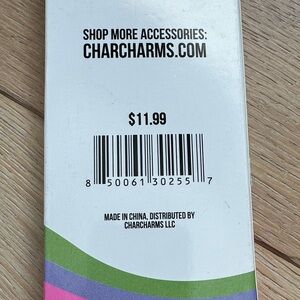 SHOP MORE ACCESSORIES:
CHARCHARMS.COM
$11.99
8 50061 30255 7
MADE IN CHINA, DISTRIBUTED BY
CHARCHARMS LLC